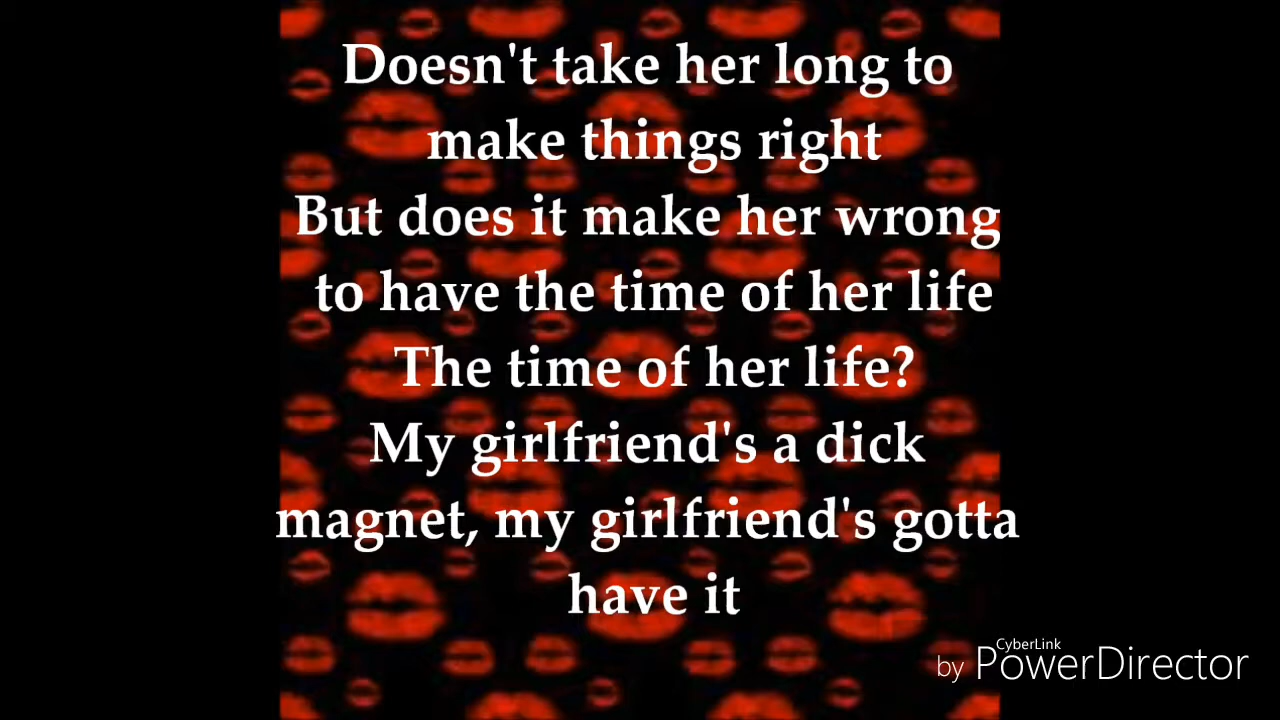 Doesn't take her long to
make things right
But does it make her wrong
to have the time of her life
The time of her life?
My girlfriend's a dick
magnet, my girlfriend's gotta
have it
CyberLink
by PowerDirector